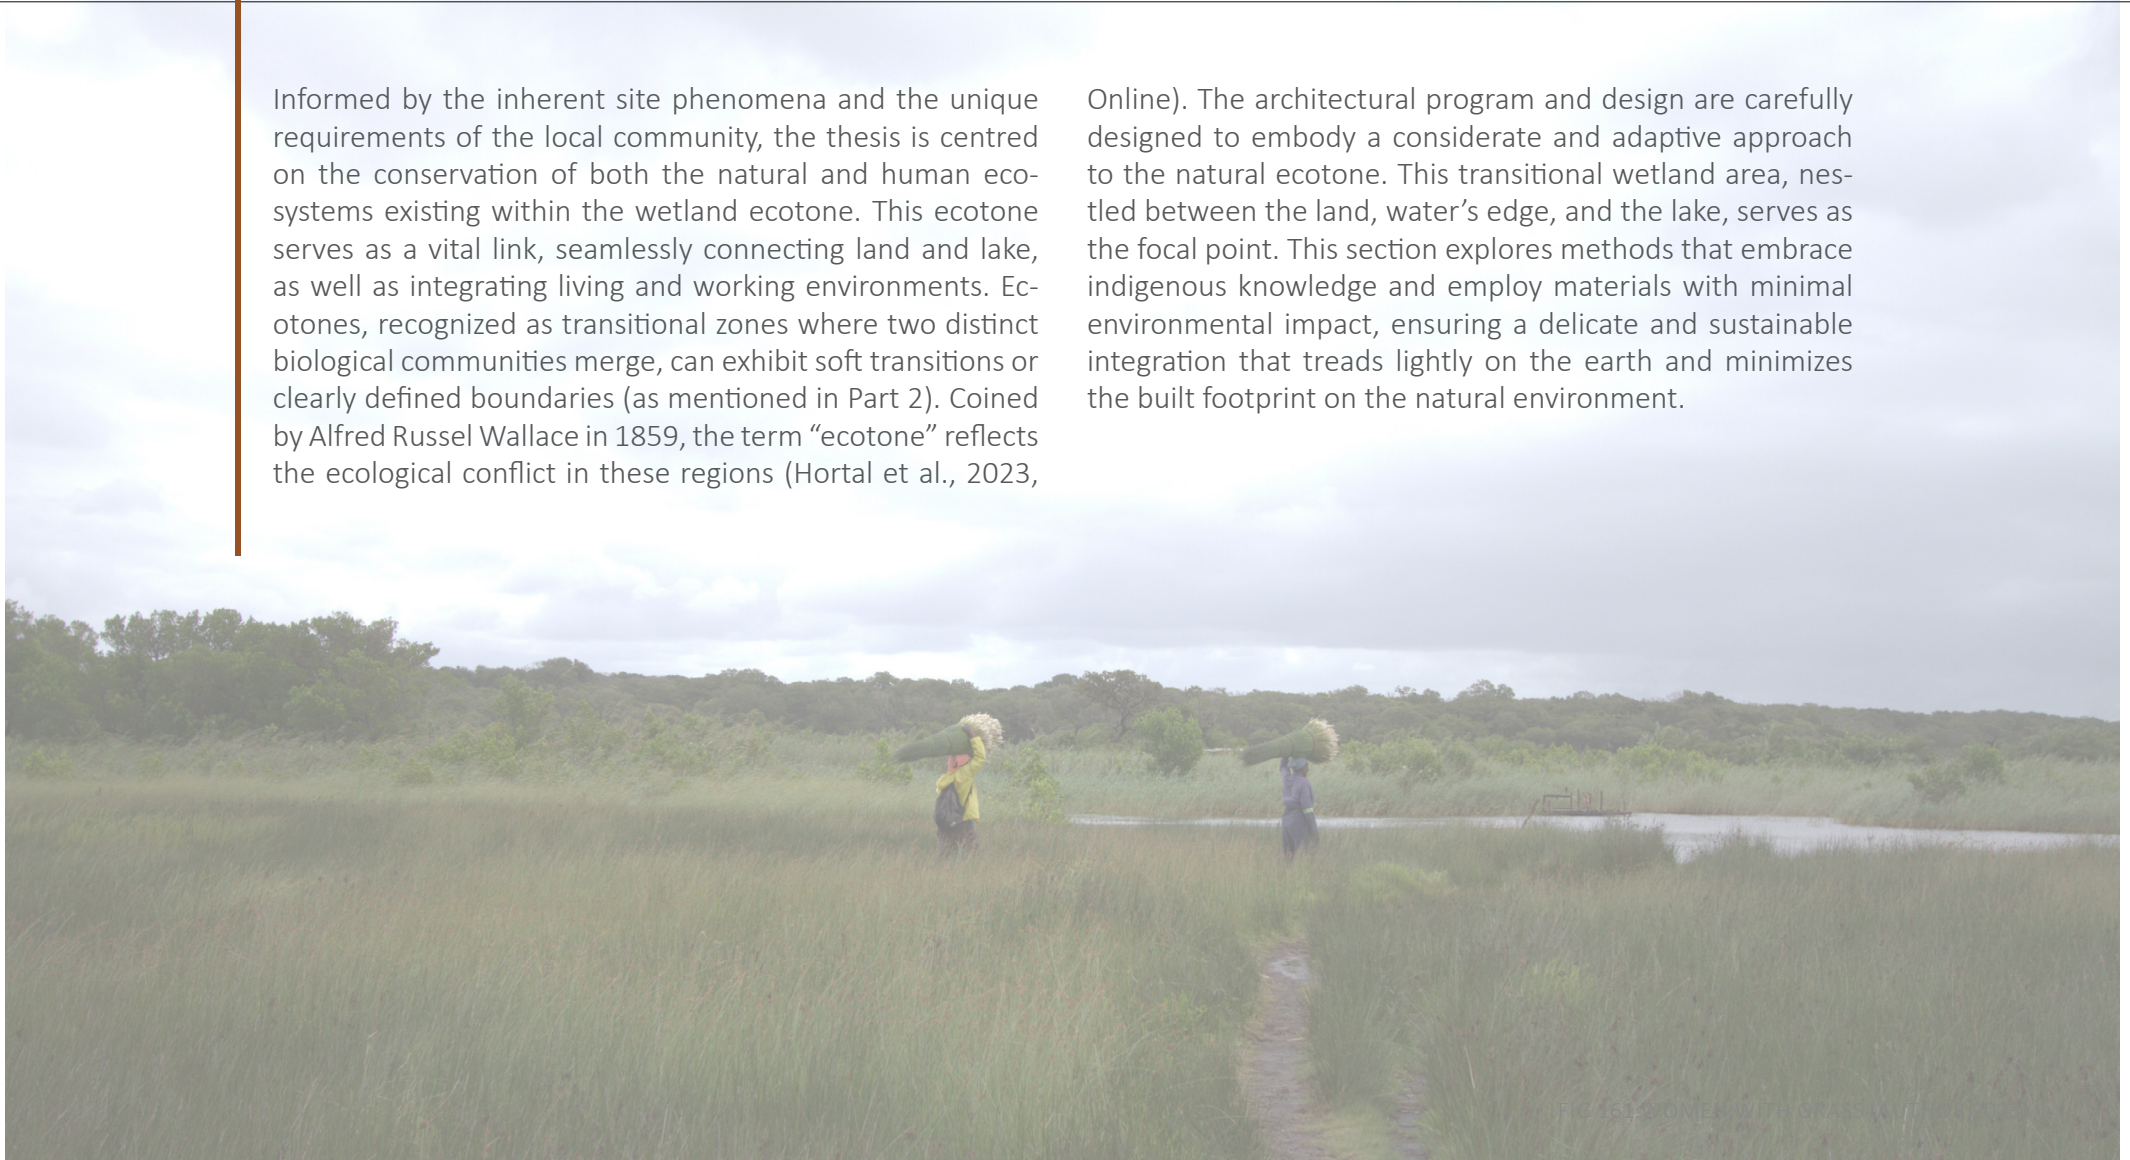 Informed by the inherent site phenomena and the unique
requirements of the local community, the thesis is centred
on the conservation of both the natural and human eco-
systems existing within the wetland ecotone. This ecotone
serves as a vital link, seamlessly connecting land and lake,
as well as integrating living and working environments. Ec-
otones, recognized as transitional zones where two distinct
biological communities merge, can exhibit soft transitions or
clearly defined boundaries (as mentioned in Part 2). Coined
by Alfred Russel Wallace in 1859, the term “ecotone” reflects
the ecological conflict in these regions (Hortal et al., 2023,
Online). The architectural program and design are carefully
designed to embody a considerate and adaptive approach
to the natural ecotone. This transitional wetland area, nes-
tled between the land, water’s edge, and the lake, serves as
the focal point. This section explores methods that embrace
indigenous knowledge and employ materials with minimal
environmental impact, ensuring a delicate and sustainable
integration that treads lightly on the earth and minimizes
the built footprint on the natural environment.
FIG 161 WOMEN WITH GRASS